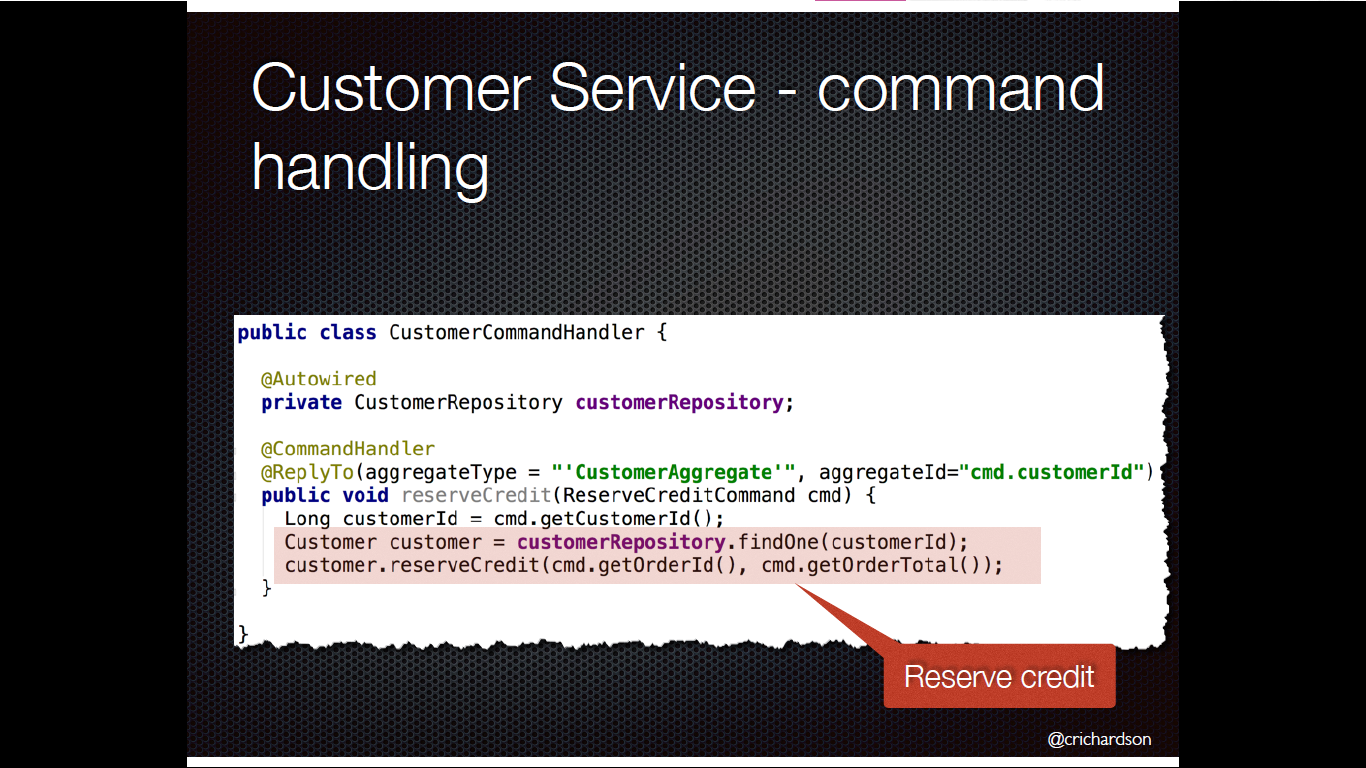 Customer Service - command
handling
public class CustomerCommandHandler {
@Autowired
private CustomerRepository customerRepository;
@CommandHandler
@ReplyTo(aggregateType = "'CustomerAggregate'", aggregateId="cmd.customerId")
public void reserveCredit(ReserveCreditCommand cmd) {
Long customerId = cmd.getCustomerId();
Customer customer = customerRepository.findOne(customerId);
customer.reserveCredit(cmd.getOrderId(), cmd.getOrderTotal());
}
}
Reserve credit
@crichardson